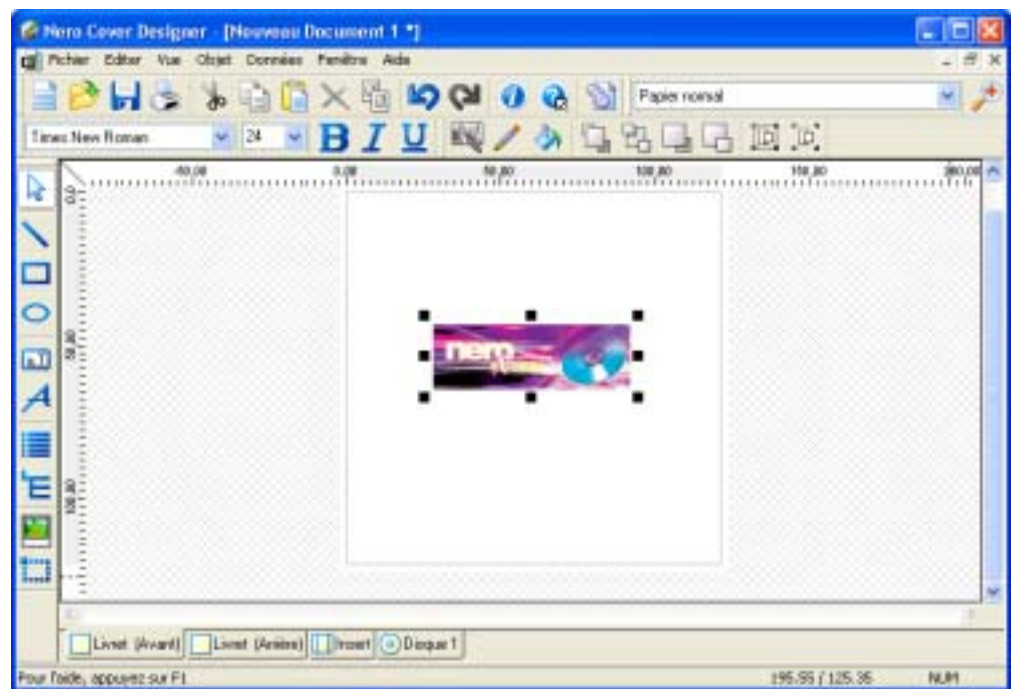 Nero Cover Designer - [Nouveau Document 1 *]
Fichier Editer Vue Objet Données Fenêtre Aide
Papier normal
Times New Roman 24 B I U
-50,00 0,00 50,00 100,00 150,00 200,00
0,0
50,00
100,00
nero
Livret (Avant) Livret (Arrière) Insert Disque 1
Pour l'aide, appuyez sur F1 195.55 / 125.35 NUM